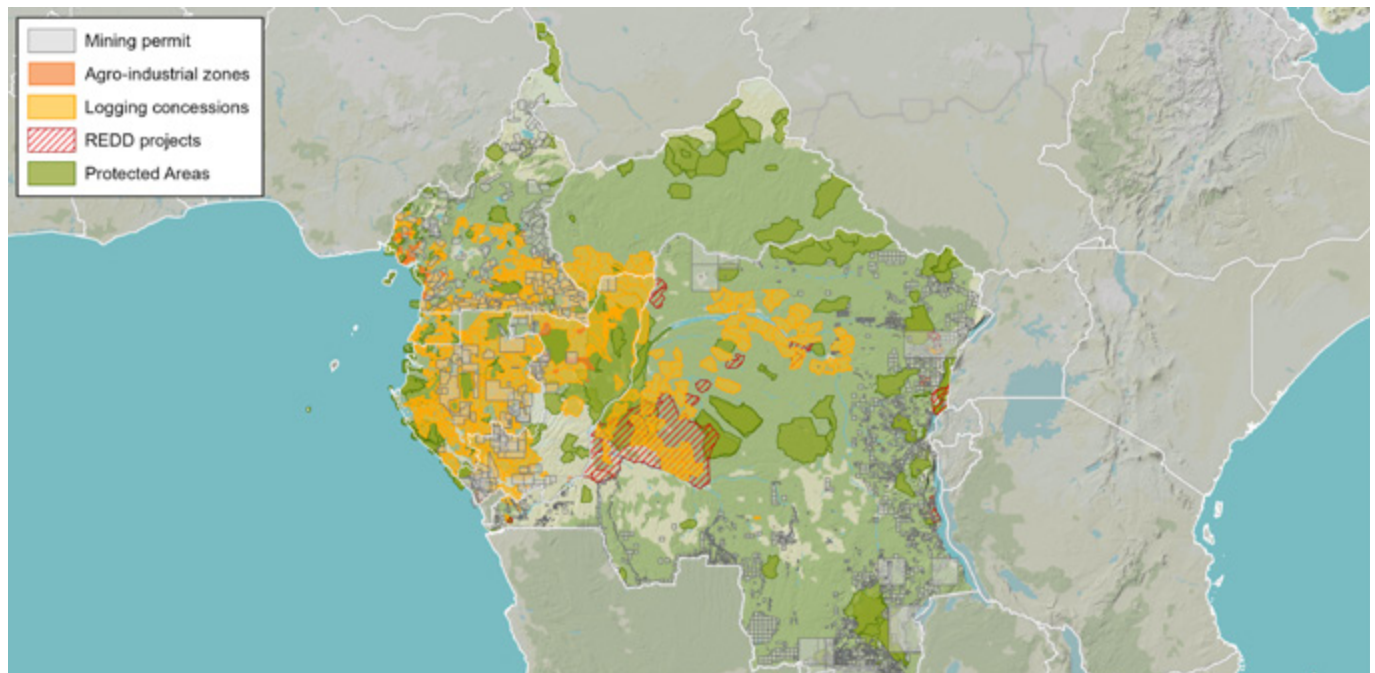 Mining permit
Agro-industrial zones
Logging concessions
REDD projects
Protected Areas